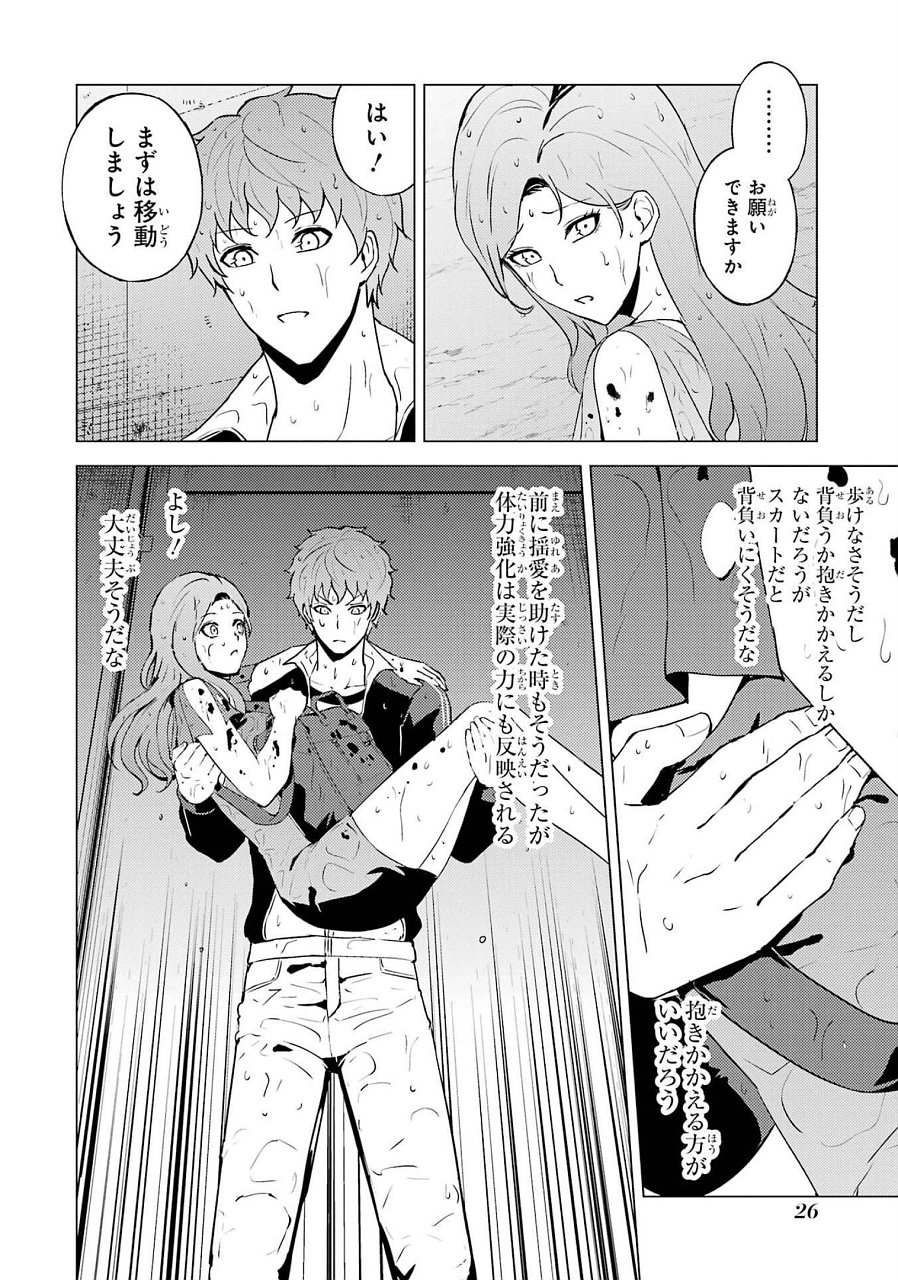 ………
お願い
できますか
はい！
まずは移動
しましょう
歩けなさそうだし
背負うか抱きかかえるしか
ないだろうが
スカートだと
背負いにくそうだな
抱きかかえる方が
いいだろう
前に揺愛を助けた時もそうだったが
体力強化は実際の力にも反映される
よし！
大丈夫そうだな
26